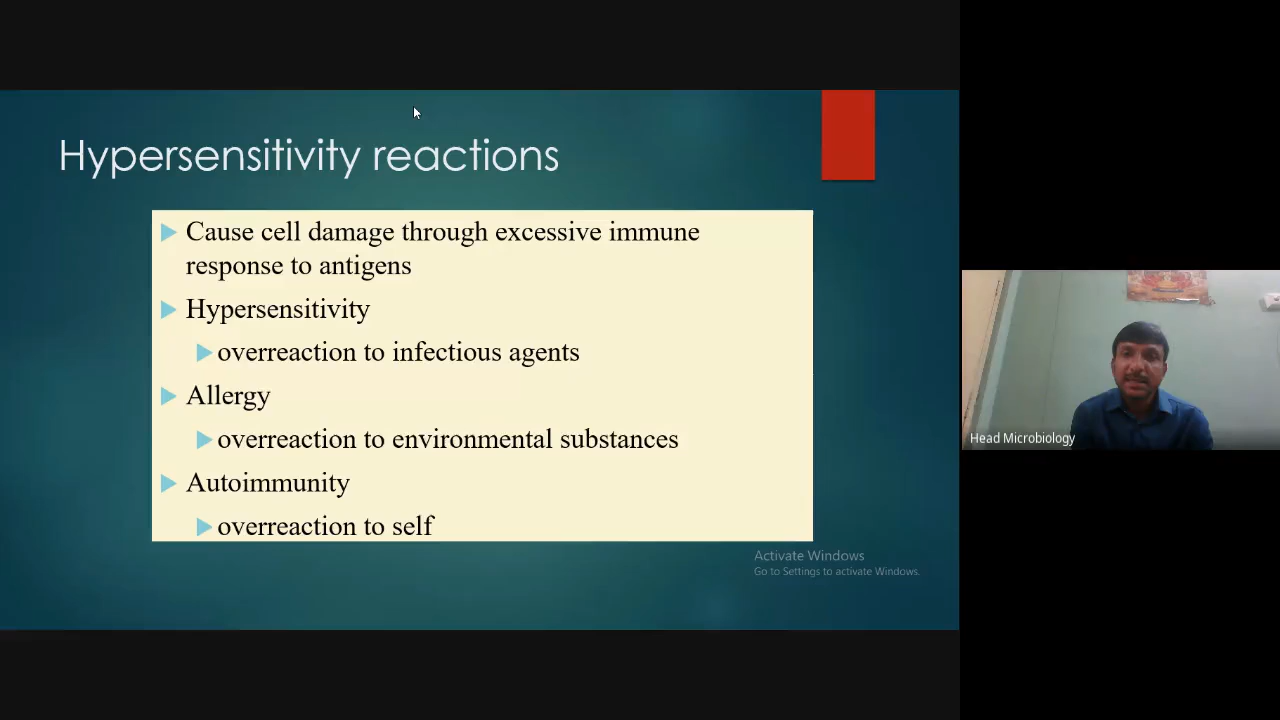 Hypersensitivity reactions
Cause cell damage through excessive immune
response to antigens
Hypersensitivity
overreaction to infectious agents
Allergy
overreaction to environmental substances
Autoimmunity
overreaction to self
Activate Windows
Go to Settings to activate Windows.
Head Microbiology